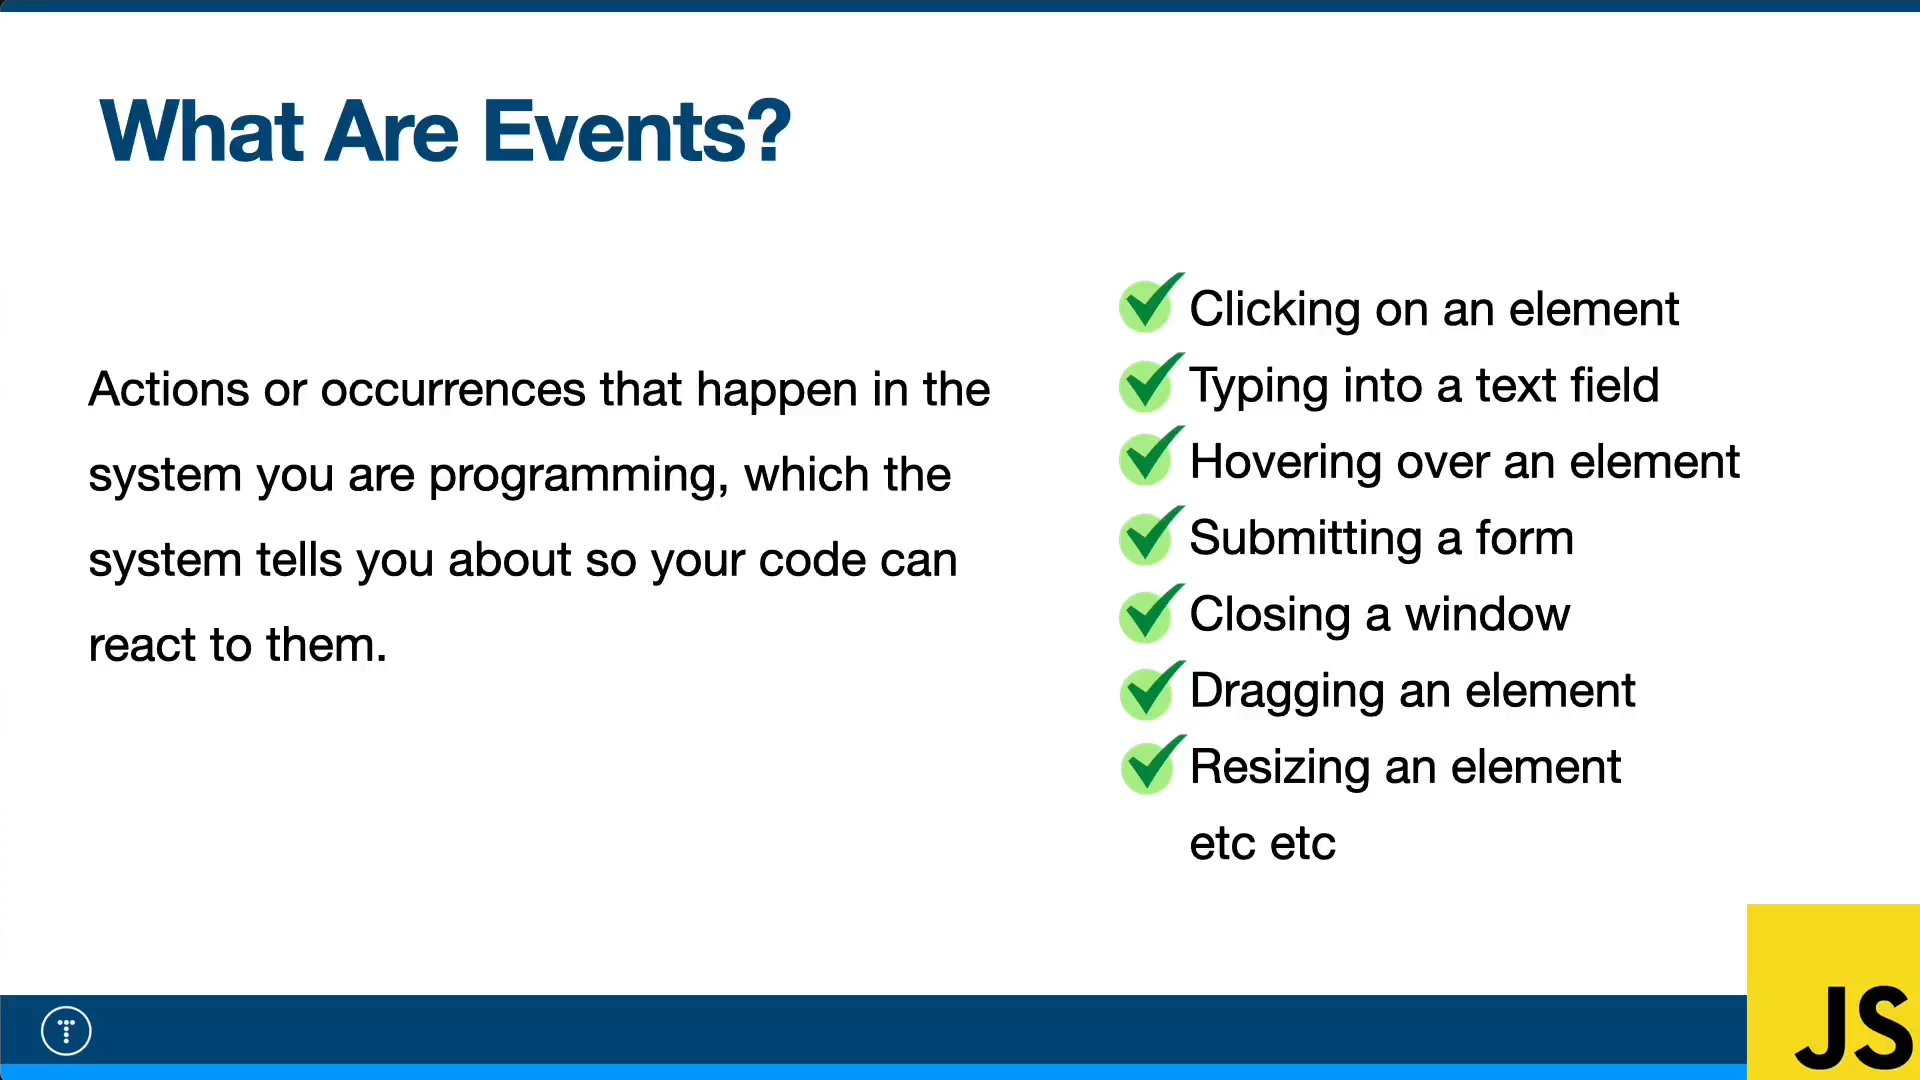 What Are Events?
Actions or occurrences that happen in the
system you are programming, which the
system tells you about so your code can
react to them.
Clicking on an element
Typing into a text field
Hovering over an element
Submitting a form
Closing a window
Dragging an element
Resizing an element
etc etc
T
JS